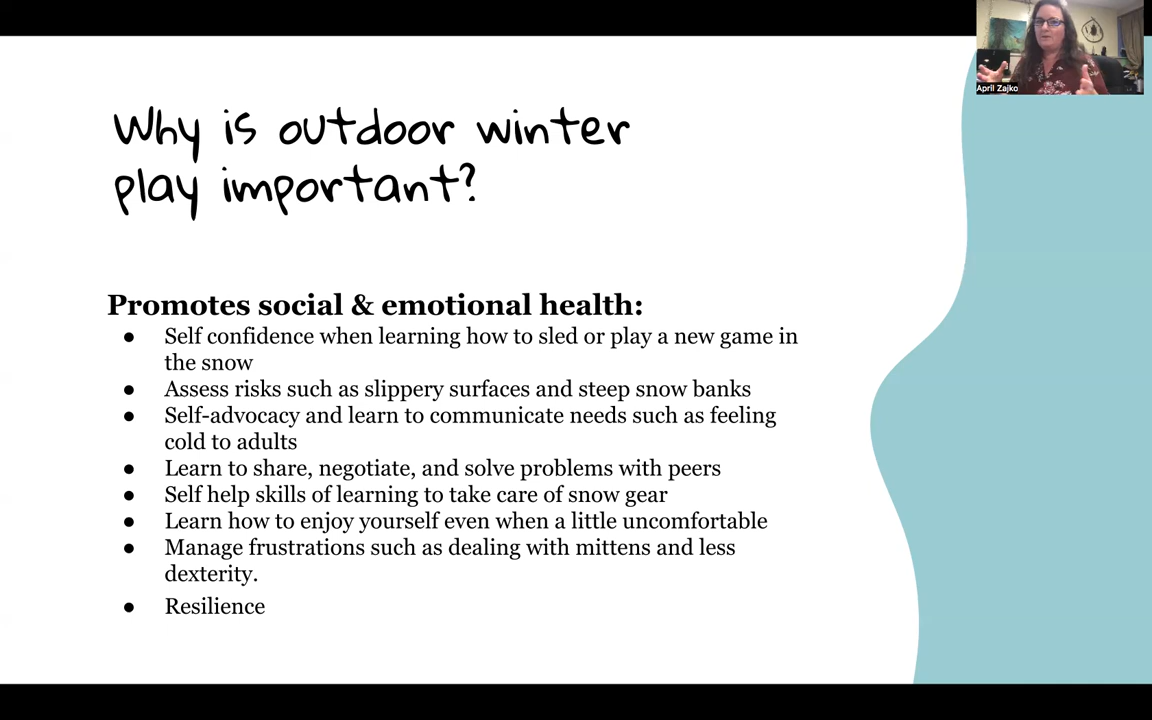 April Zajko
Why is outdoor winter
play important?
Promotes social & emotional health:
● Self confidence when learning how to sled or play a new game in
the snow
● Assess risks such as slippery surfaces and steep snow banks
● Self-advocacy and learn to communicate needs such as feeling
cold to adults
● Learn to share, negotiate, and solve problems with peers
● Self help skills of learning to take care of snow gear
● Learn how to enjoy yourself even when a little uncomfortable
● Manage frustrations such as dealing with mittens and less
dexterity.
● Resilience